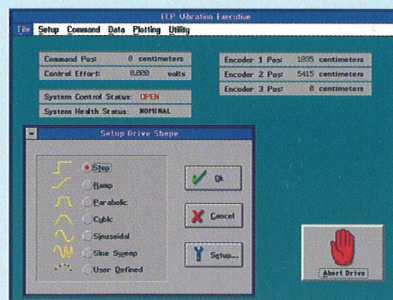 ECP Vibration Executive
File Setup Command Data Plotting Utility
Command Pos: 0 centimeters
Control Effort: 0.000 volts
Encoder 1 Pos: 1895 centimeters
Encoder 2 Pos: 5415 centimeters
Encoder 3 Pos: 0 centimeters
System Control Status: OPEN
System Health Status: NOMINAL
Setup Drive Shape
Step
Ramp
Parabolic
Cubic
Sinusoidal
Sine Sweep
User Defined
Ok
Cancel
Setup...
Abort Drive